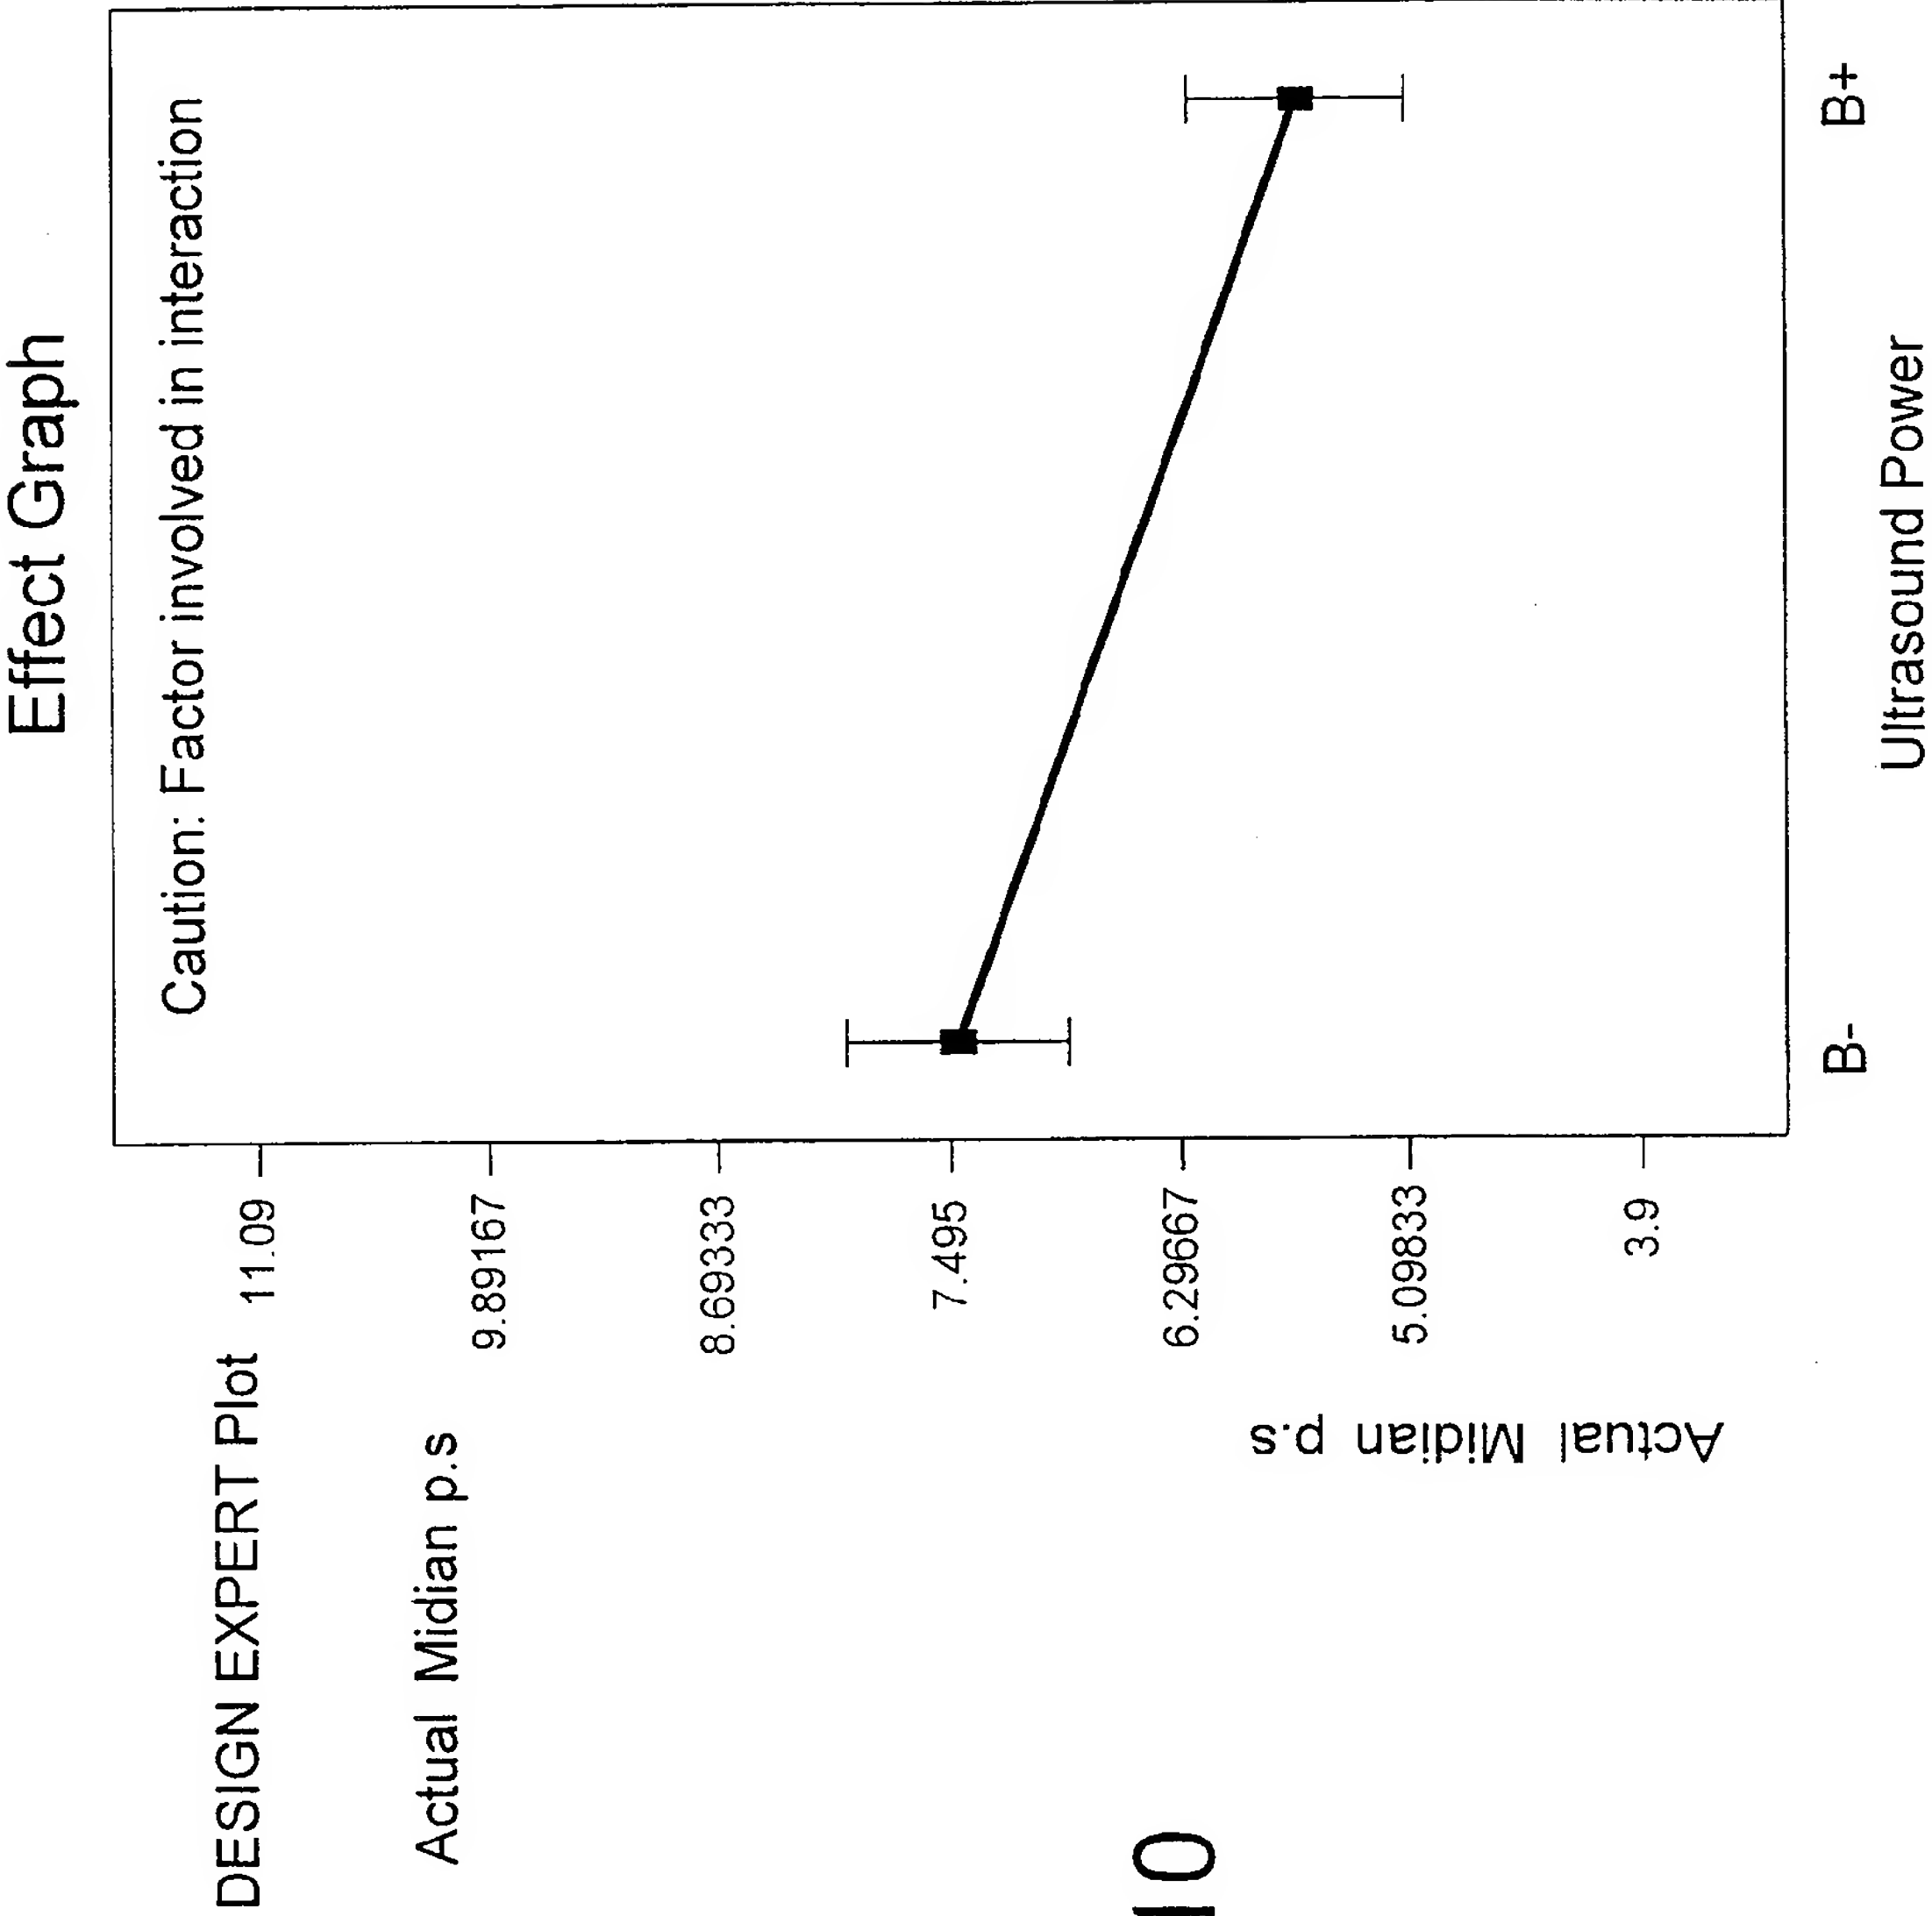 Effect Graph
DESIGN EXPERT Plot
Actual Midian p.s
Caution: Factor involved in interaction
11.09
9.89167
8.69333
7.495
6.29667
5.09833
3.9
Actual Midian p.s
B-
B+
Ultrasound Power
10